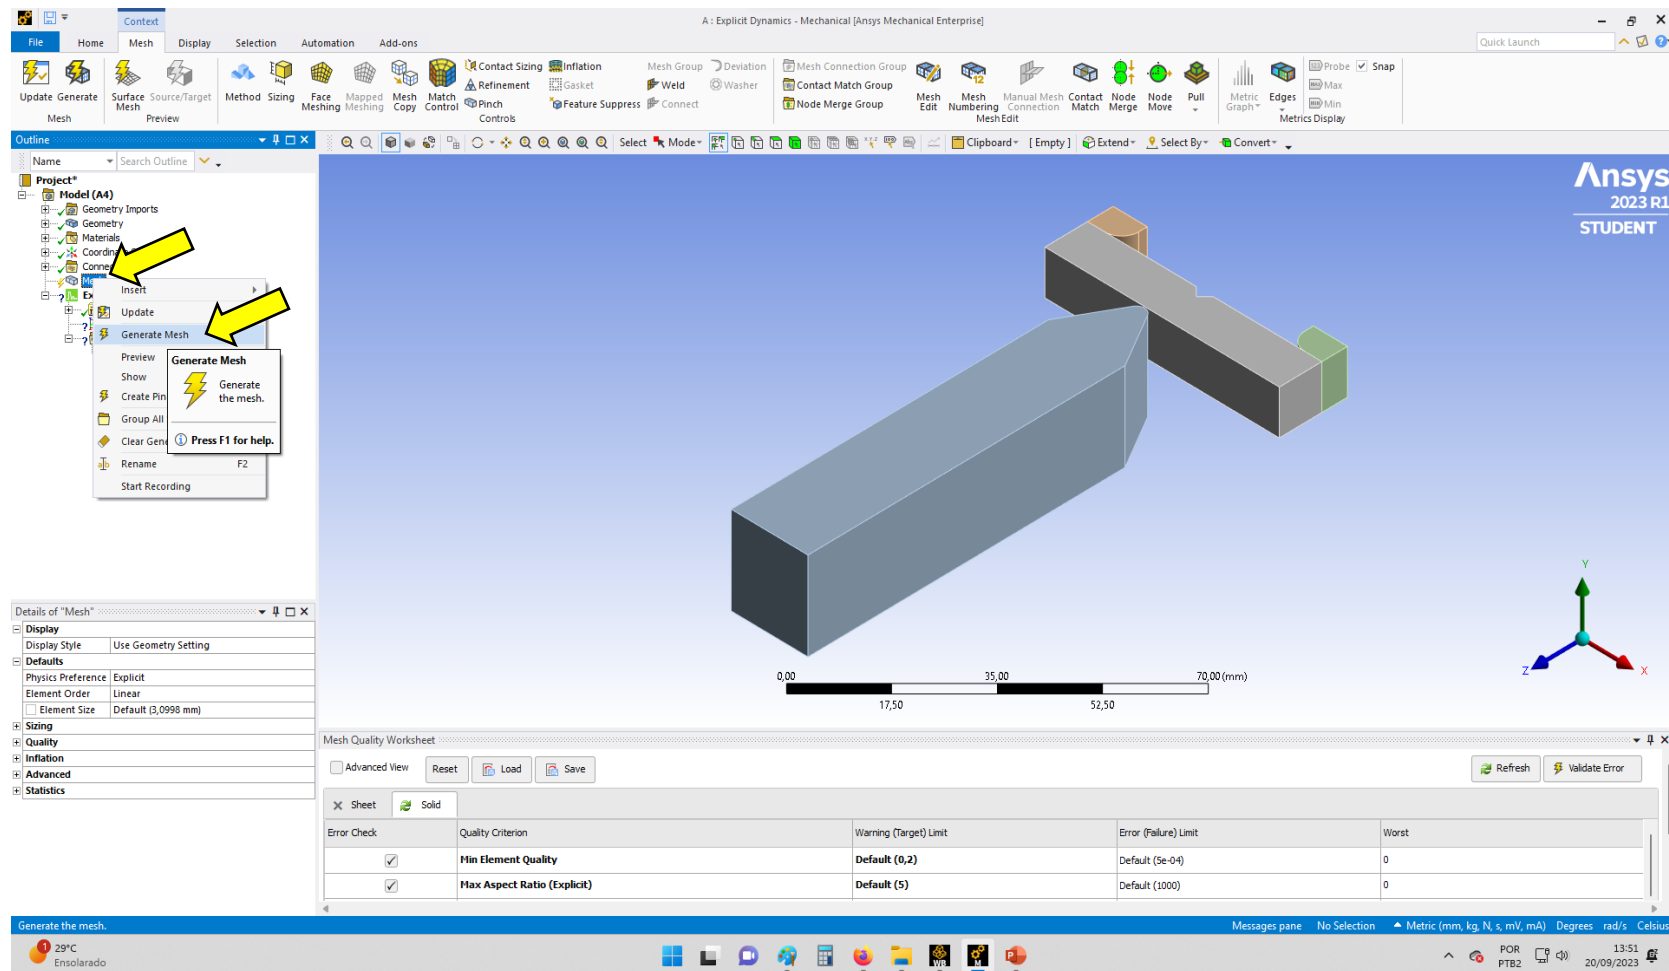 Context
A : Explicit Dynamics - Mechanical [Ansys Mechanical Enterprise]
File Home Mesh Display Selection Automation Add-ons
Quick Launch
Update Generate
Mesh
Surface Mesh
Source/Target
Preview
Method Sizing
Face Meshing
Mapped Meshing
Mesh Copy
Match Control
Contact Sizing
Refinement
Pinch
Inflation
Gasket
Feature Suppress
Mesh Group
Weld
Connect
Deviation
Washer
Controls
Mesh Connection Group
Contact Match Group
Node Merge Group
Mesh Edit
Mesh Numbering
Manual Mesh Connection
Contact Match
Node Merge
Node Move
Pull
Mesh Edit
Metric Graph
Edges
Probe
Max
Min
Snap
Metrics Display
Outline
Name
Search Outline
Select
Mode
Clipboard
[ Empty ]
Extend
Select By
Convert
Project*
Model (A4)
Geometry Imports
Geometry
Materials
Coordina
Conne
Me
Ex
Insert
Update
Generate Mesh
Preview
Show
Create Pin
Group All
Clear Gene
Rename F2
Start Recording
Generate Mesh
Generate
the mesh.
Press F1 for help.
Ansys
2023 R1
STUDENT
Y
Z
X
0,00 35,00 70,00 (mm)
17,50 52,50
Details of "Mesh"
Display
Display Style Use Geometry Setting
Defaults
Physics Preference Explicit
Element Order Linear
Element Size Default (3,0998 mm)
Sizing
Quality
Inflation
Advanced
Statistics
Mesh Quality Worksheet
Advanced View Reset Load Save Refresh Validate Error
Sheet Solid
Error Check Quality Criterion Warning (Target) Limit Error (Failure) Limit Worst
Min Element Quality Default (0,2) Default (5e-04) 0
Max Aspect Ratio (Explicit) Default (5) Default (1000) 0
Generate the mesh.
Messages pane No Selection Metric (mm, kg, N, s, mV, mA) Degrees rad/s Celsius
1
29°C
Ensolarado
WB
M
POR
PTB2
13:51
20/09/2023